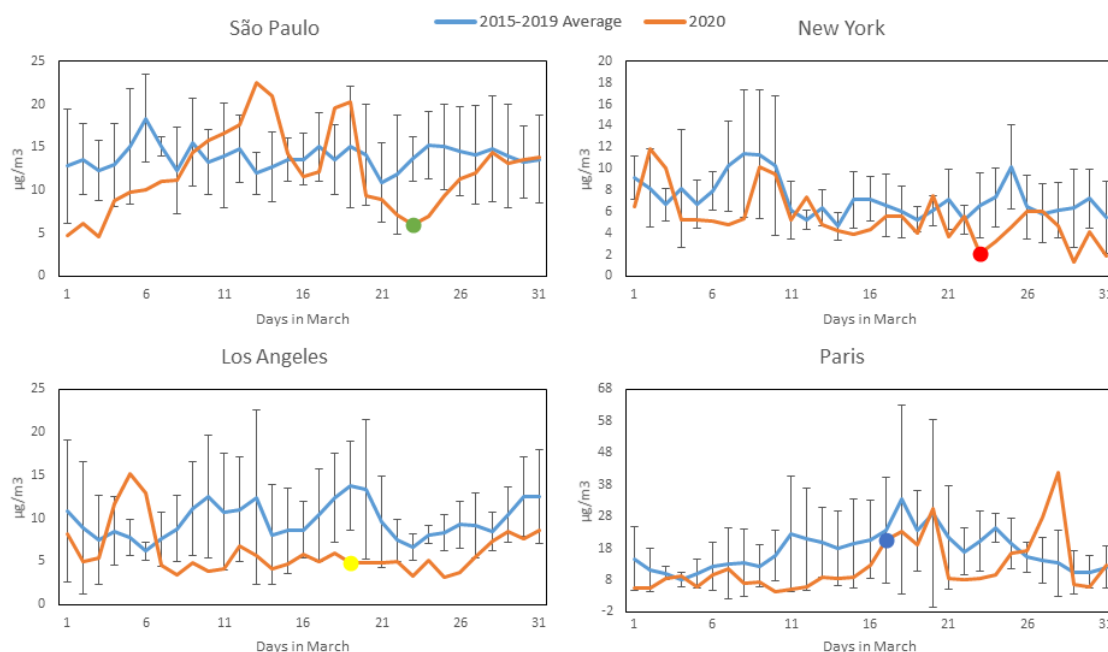 São Paulo
2015-2019 Average 2020
New York
25
20
15
10
5
0
µg/m3
1 6 11 16 21 26 31
Days in March
20
18
16
14
12
10
8
6
4
2
0
µg/m3
1 6 11 16 21 26 31
Days in March
Los Angeles
Paris
25
20
15
10
5
0
µg/m3
1 6 11 16 21 26 31
Days in March
68
58
48
38
28
18
8
-2
µg/m3
1 6 11 16 21 26 31
Days in March